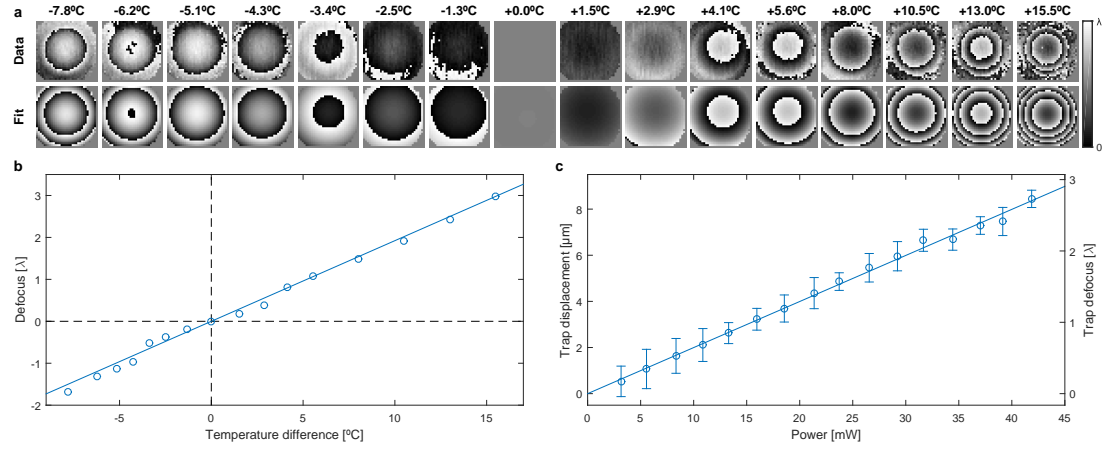 a -7.8ºC -6.2ºC -5.1ºC -4.3ºC -3.4ºC -2.5ºC -1.3ºC +0.0ºC +1.5ºC +2.9ºC +4.1ºC +5.6ºC +8.0ºC +10.5ºC +13.0ºC +15.5ºC λ
Data
Fit
0
b
3
2
1
0
-1
-2
Defocus [λ]
-5 0 5 10 15
Temperature difference [ºC]
c
8
6
4
2
0
Trap displacement [µm]
3
2
1
0
Trap defocus [λ]
0 5 10 15 20 25 30 35 40 45
Power [mW]